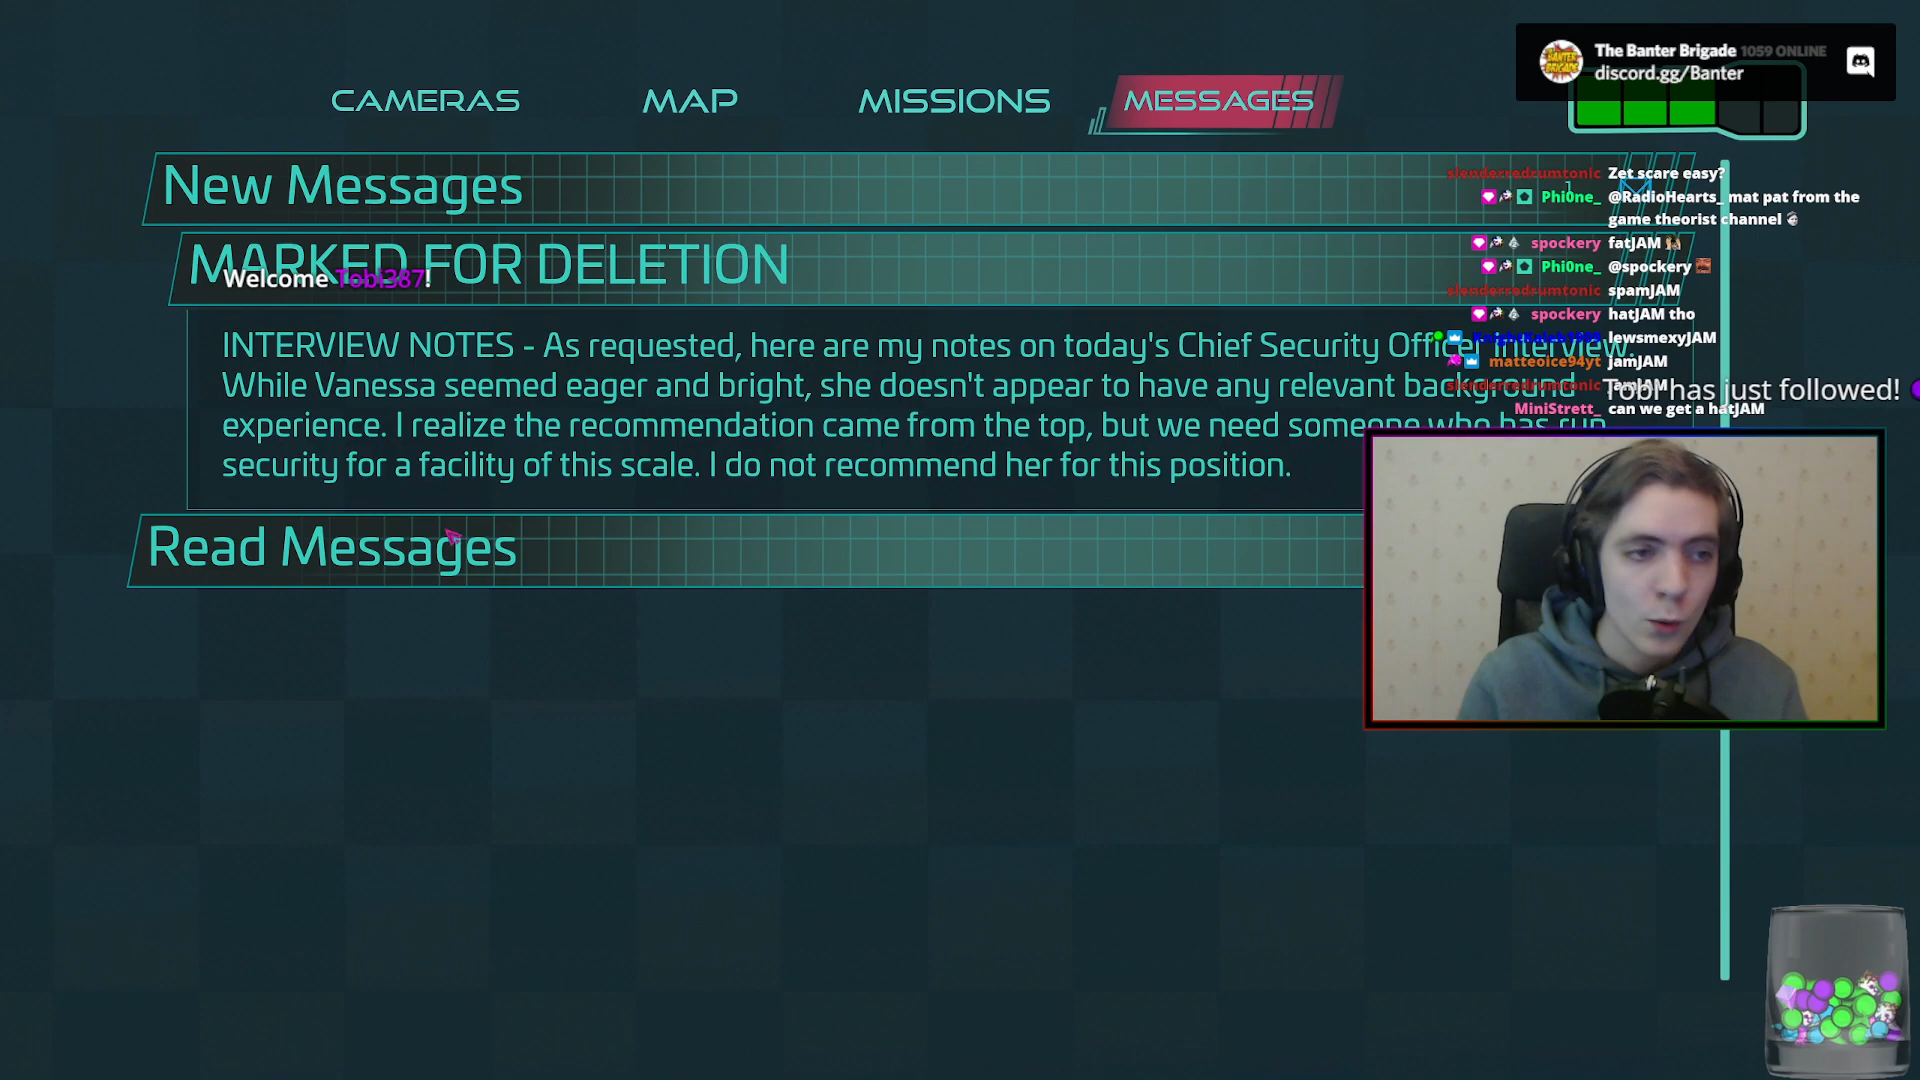 The Banter Brigade 1059 ONLINE
discord.gg/Banter
CAMERAS MAP MISSIONS MESSAGES
New Messages
MARKED FOR DELETION
Welcome Tobi387!
INTERVIEW NOTES - As requested, here are my notes on today's Chief Security Officer interview.
While Vanessa seemed eager and bright, she doesn't appear to have any relevant background
experience. I realize the recommendation came from the top, but we need someone who has run
security for a facility of this scale. I do not recommend her for this position.
Read Messages
slenderredrumtonic Zet scare easy?
Phi0ne_ @RadioHearts_ mat pat from the
game theorist channel
spockery fatJAM
Phi0ne_ @spockery
slenderredrumtonic spamJAM
spockery hatJAM tho
lewsmexyJAM
matteoice94yt jamJAM
slenderredrumtonic
MiniStrett_ can we get a hatJAM
Tobi has just followed!